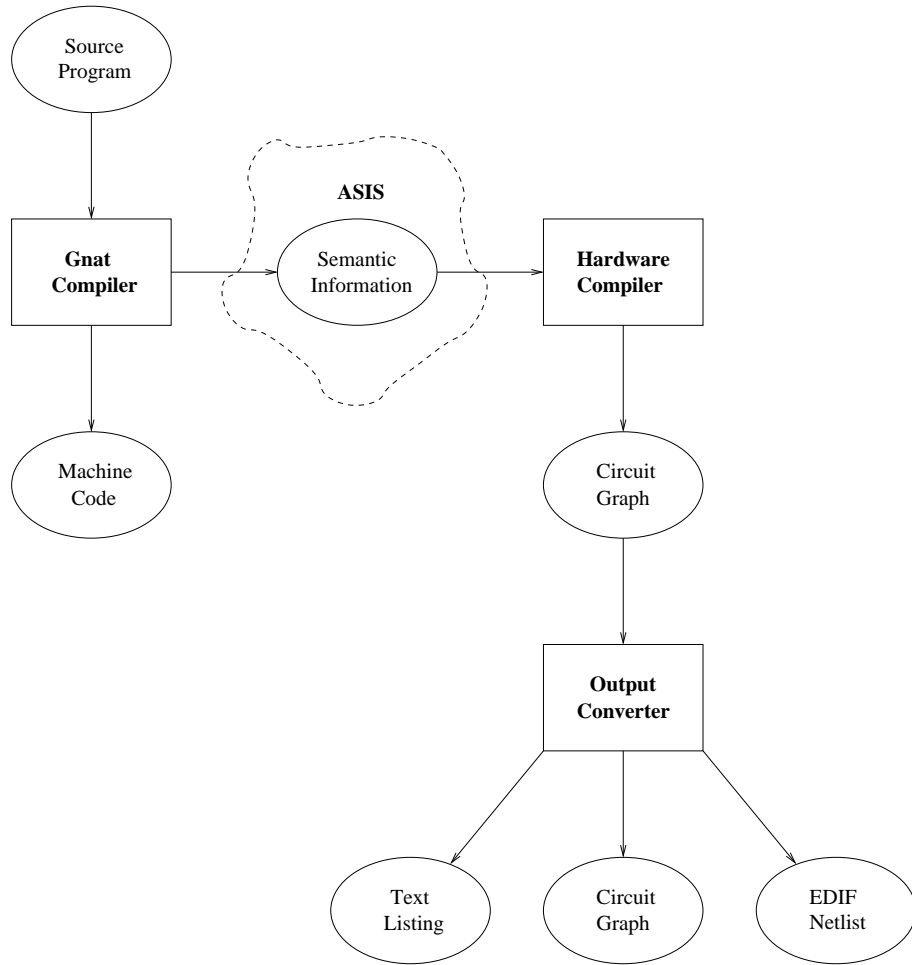 Source
Program
ASIS
Gnat
Compiler
Semantic
Information
Hardware
Compiler
Machine
Code
Circuit
Graph
Output
Converter
Text
Listing
Circuit
Graph
EDIF
Netlist